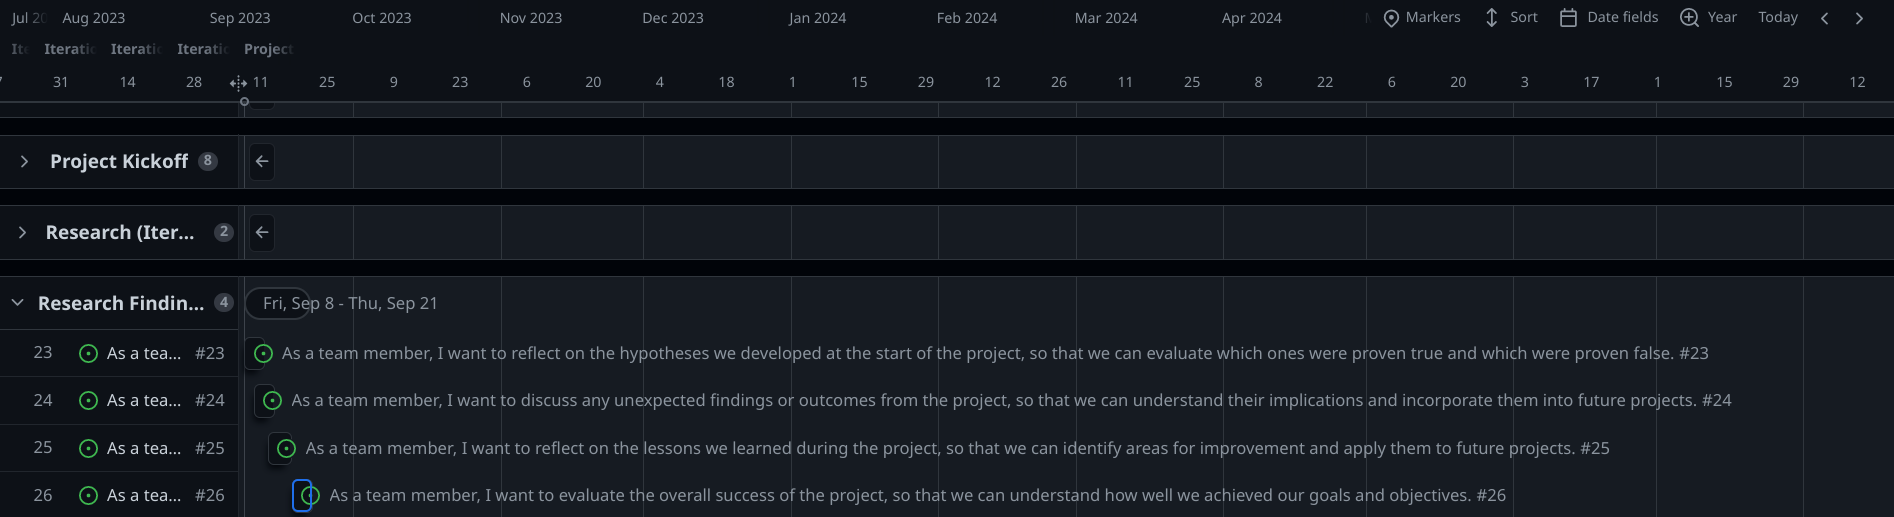 Jul 20 Aug 2023 Sep 2023 Oct 2023 Nov 2023 Dec 2023 Jan 2024 Feb 2024 Mar 2024 Apr 2024 M Markers Sort Date fields Year Today
Ite Iteratic Iteratic Iteratic Project
7 31 14 28 11 25 9 23 6 20 4 18 1 15 29 12 26 11 25 8 22 6 20 3 17 1 15 29 12
Project Kickoff 8
Research (Iter... 2
Research Findin... 4 Fri, Sep 8 - Thu, Sep 21
23 As a tea... #23 As a team member, I want to reflect on the hypotheses we developed at the start of the project, so that we can evaluate which ones were proven true and which were proven false. #23
24 As a tea... #24 As a team member, I want to discuss any unexpected findings or outcomes from the project, so that we can understand their implications and incorporate them into future projects. #24
25 As a tea... #25 As a team member, I want to reflect on the lessons we learned during the project, so that we can identify areas for improvement and apply them to future projects. #25
26 As a tea... #26 As a team member, I want to evaluate the overall success of the project, so that we can understand how well we achieved our goals and objectives. #26